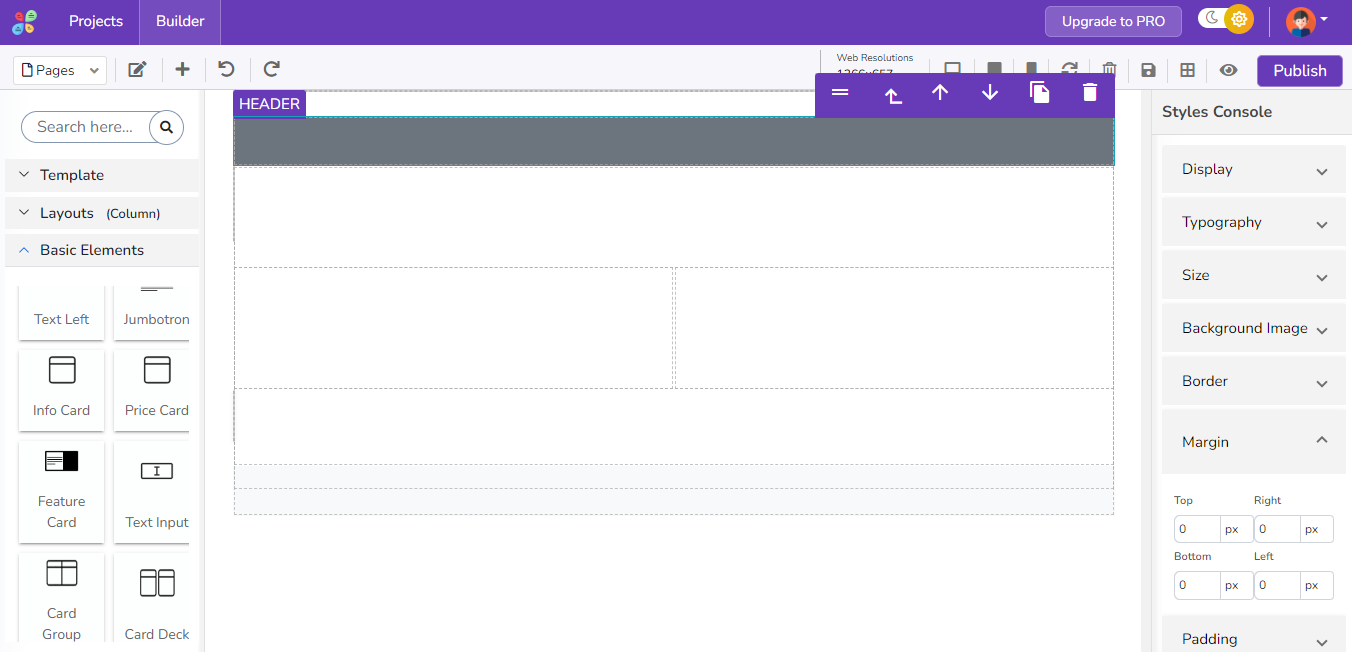 Projects
Builder
Upgrade to PRO
Pages
Web Resolutions
1366x657
Publish
HEADER
Search here...
Template
Layouts (Column)
Basic Elements
Text Left
Jumbotron
Info Card
Price Card
Feature
Card
Text Input
Card
Group
Card Deck
Styles Console
Display
Typography
Size
Background Image
Border
Margin
Top
Right
0 px
0 px
Bottom
Left
0 px
0 px
Padding